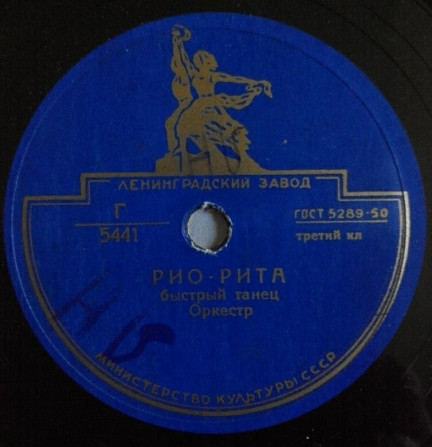 ЛЕНИНГРАДСКИЙ ЗАВОД
Г
5441
ГОСТ 5289-50
третий кл
РИО-РИТА
быстрый танец
Оркестр
МИНИСТЕРСТВО КУЛЬТУРЫ СССР